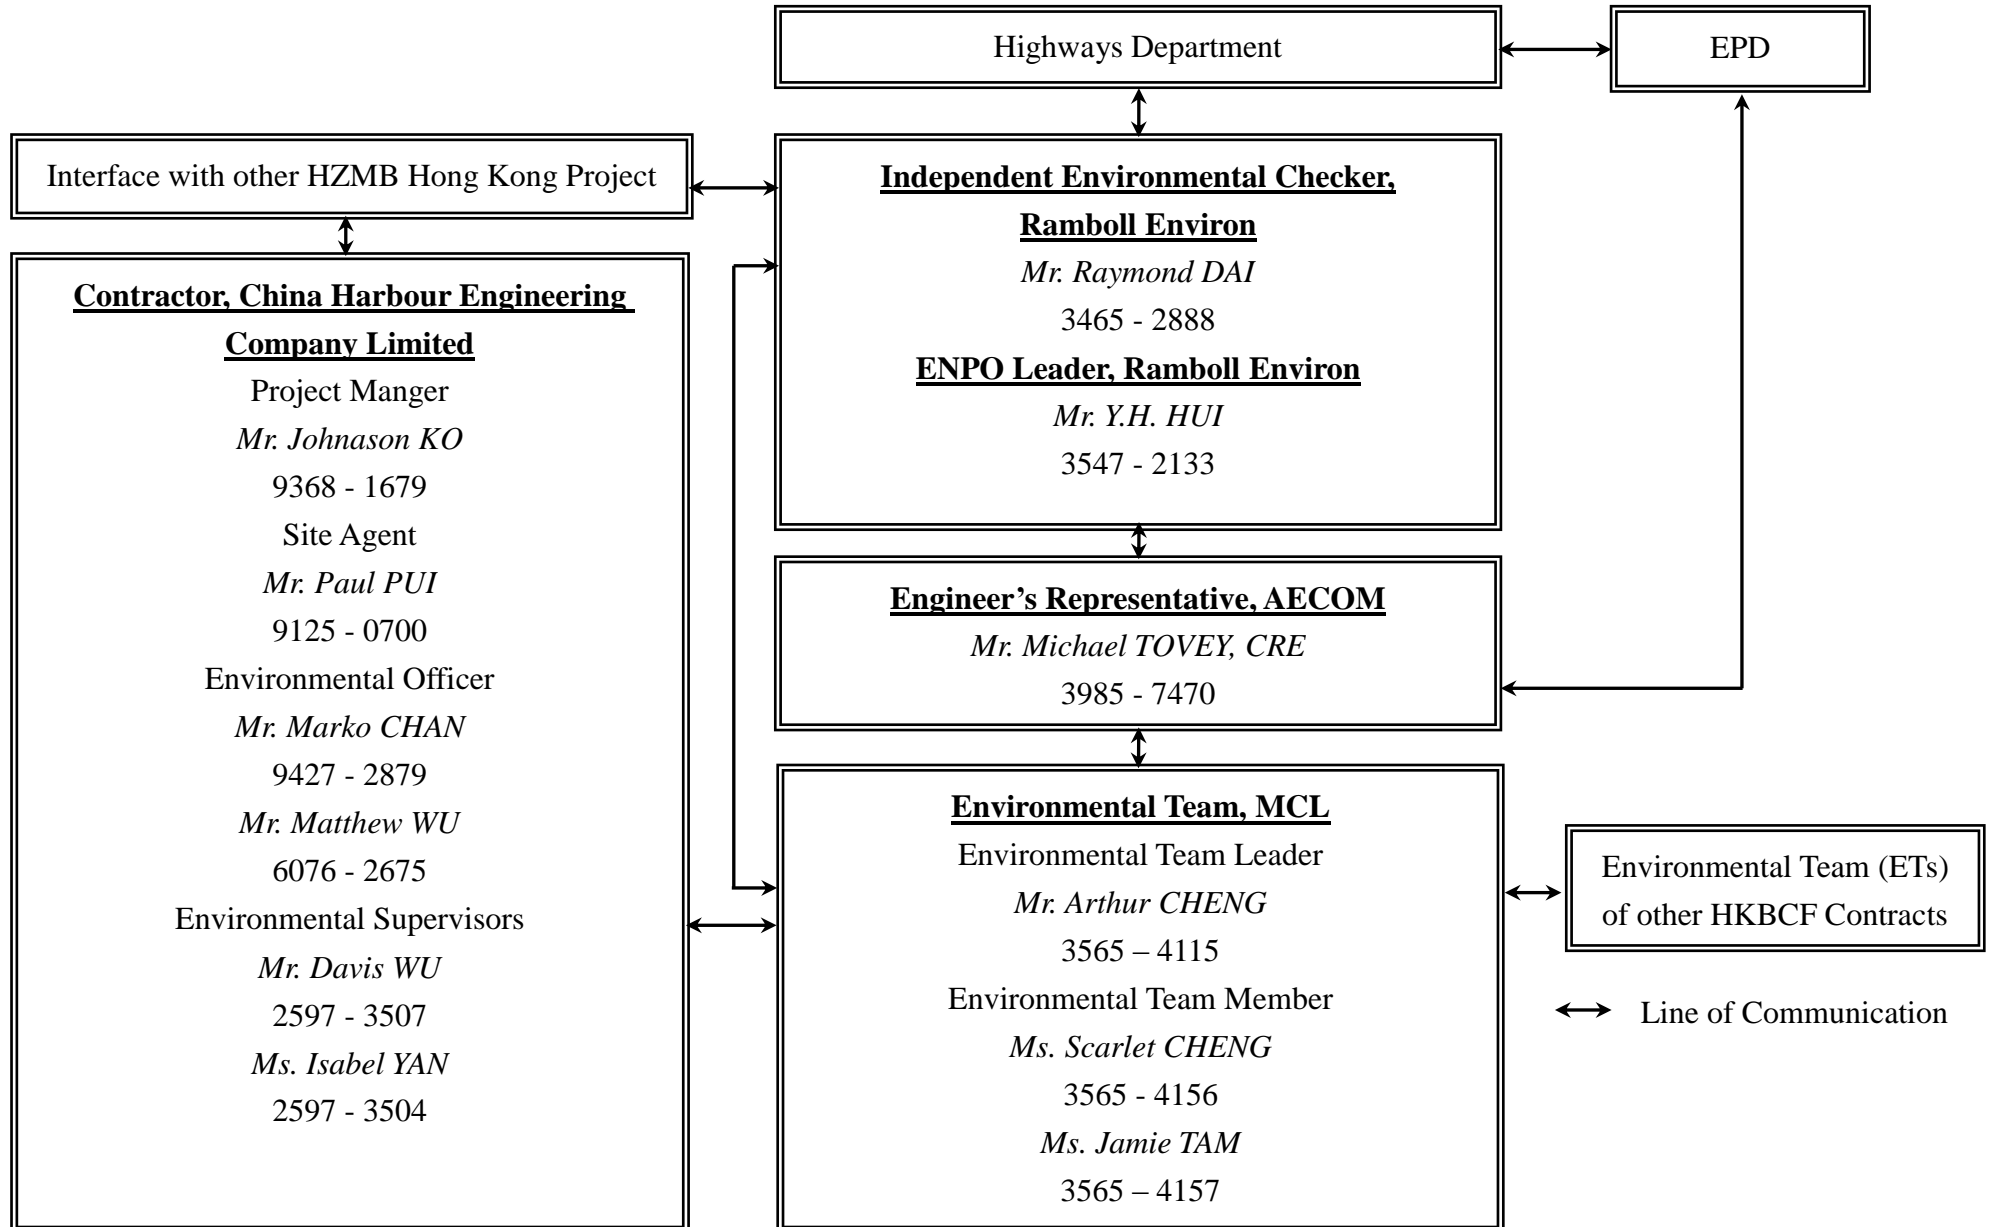 Highways Department
EPD
Interface with other HZMB Hong Kong Project
Independent Environmental Checker,
Ramboll Environ
Mr. Raymond DAI
3465 - 2888
ENPO Leader, Ramboll Environ
Mr. Y.H. HUI
3547 - 2133
Contractor, China Harbour Engineering
Company Limited
Project Manger
Mr. Johnason KO
9368 - 1679
Site Agent
Mr. Paul PUI
9125 - 0700
Environmental Officer
Mr. Marko CHAN
9427 - 2879
Mr. Matthew WU
6076 - 2675
Environmental Supervisors
Mr. Davis WU
2597 - 3507
Ms. Isabel YAN
2597 - 3504
Engineer’s Representative, AECOM
Mr. Michael TOVEY, CRE
3985 - 7470
Environmental Team, MCL
Environmental Team Leader
Mr. Arthur CHENG
3565 – 4115
Environmental Team Member
Ms. Scarlet CHENG
3565 - 4156
Ms. Jamie TAM
3565 – 4157
Environmental Team (ETs)
of other HKBCF Contracts
Line of Communication